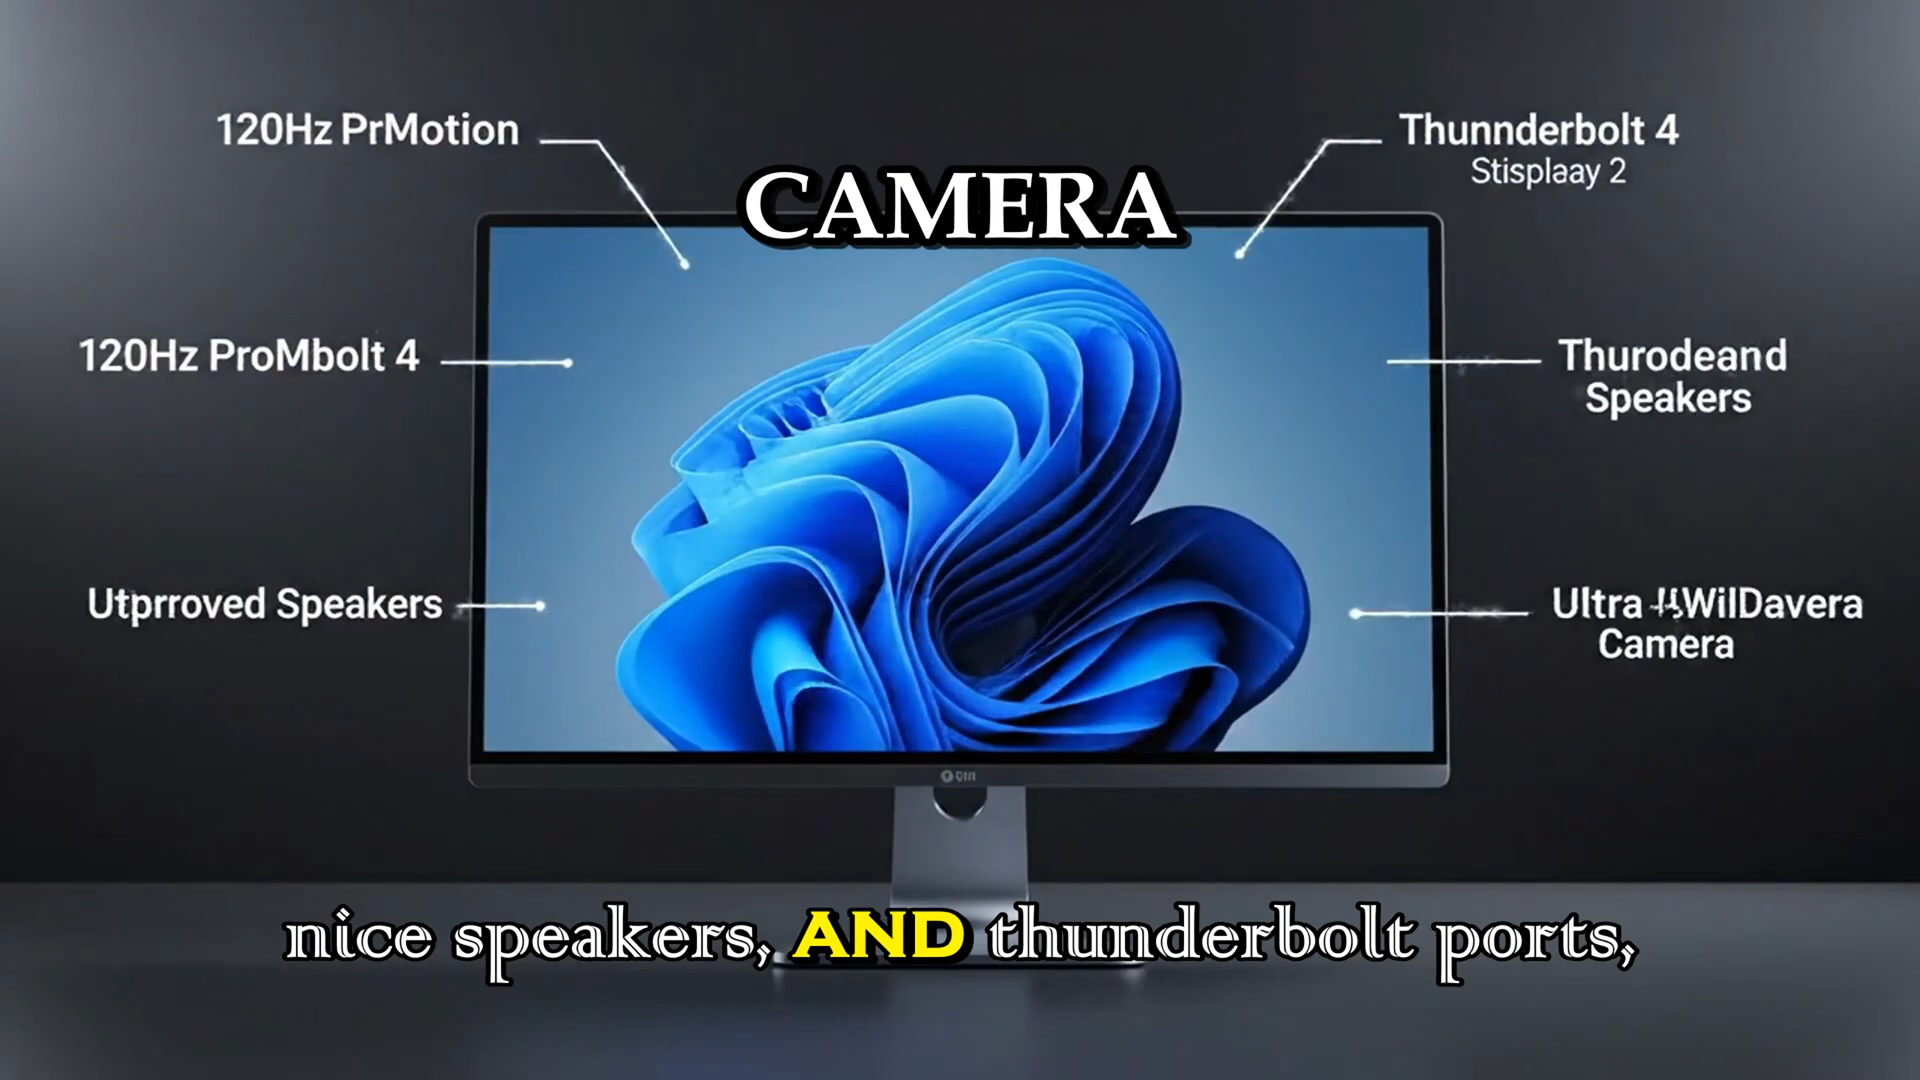 120Hz PrMotion
Thunnderbolt 4
Stisplaay 2
CAMERA
120Hz ProMbolt 4
Thurodeand
Speakers
Utprroved Speakers
Ultra WilDavera
Camera
nice speakers, AND thunderbolt ports,